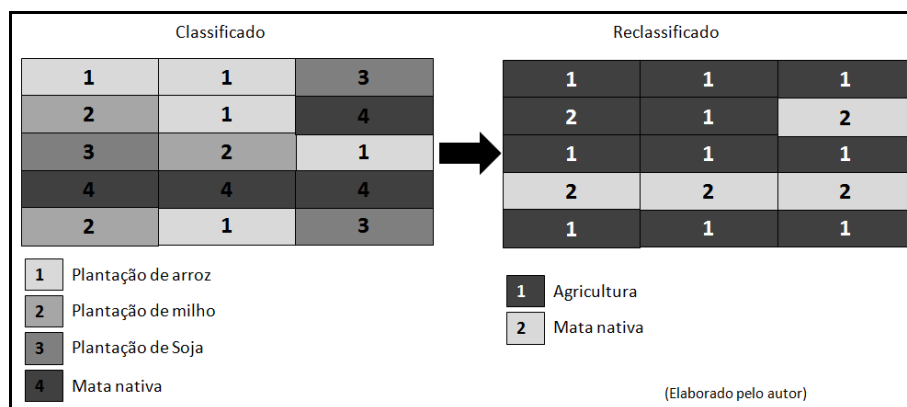 Classificado Reclassificado
1 1 3 1 1 1
2 1 4 2 1 2
3 2 1 1 1 1
4 4 4 2 2 2
2 1 3 1 1 1
1 Plantação de arroz
2 Plantação de milho
3 Plantação de Soja
4 Mata nativa
1 Agricultura
2 Mata nativa
(Elaborado pelo autor)